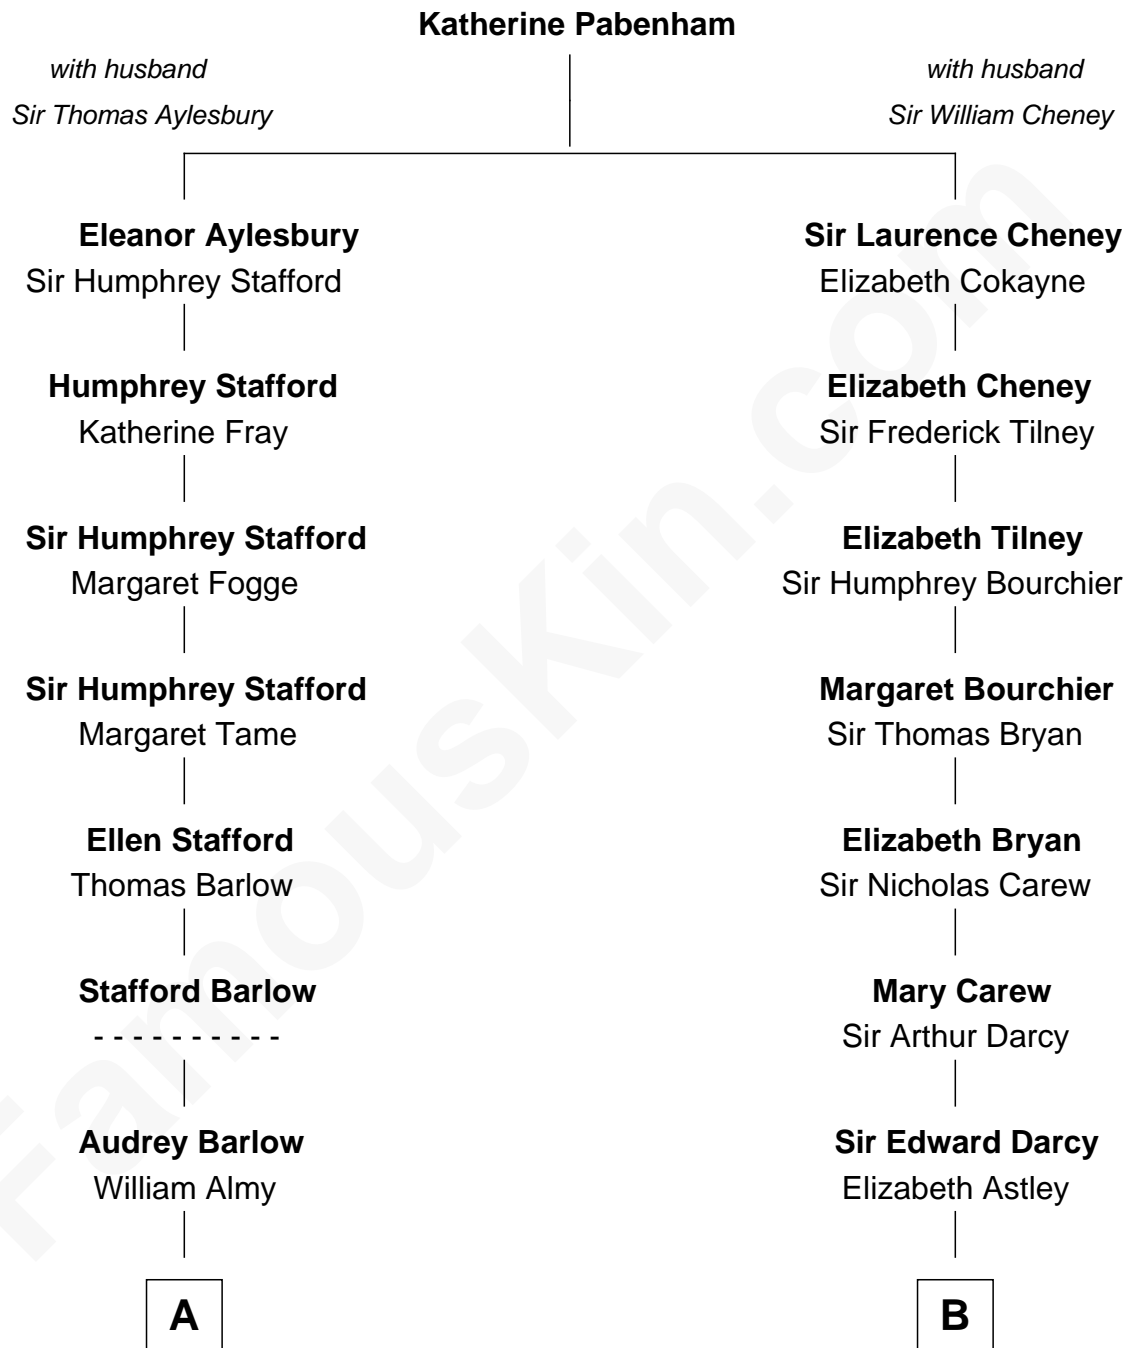 Katherine Pabenham
with husband
Sir Thomas Aylesbury
with husband
Sir William Cheney
Eleanor Aylesbury
Sir Humphrey Stafford
Sir Laurence Cheney
Elizabeth Cokayne
Humphrey Stafford
Katherine Fray
Elizabeth Cheney
Sir Frederick Tilney
Sir Humphrey Stafford
Margaret Fogge
Elizabeth Tilney
Sir Humphrey Bourchier
Sir Humphrey Stafford
Margaret Tame
Margaret Bourchier
Sir Thomas Bryan
Ellen Stafford
Thomas Barlow
Elizabeth Bryan
Sir Nicholas Carew
Stafford Barlow
- - - - - - - - - -
Mary Carew
Sir Arthur Darcy
Audrey Barlow
William Almy
Sir Edward Darcy
Elizabeth Astley
A
B
FamousKin.com